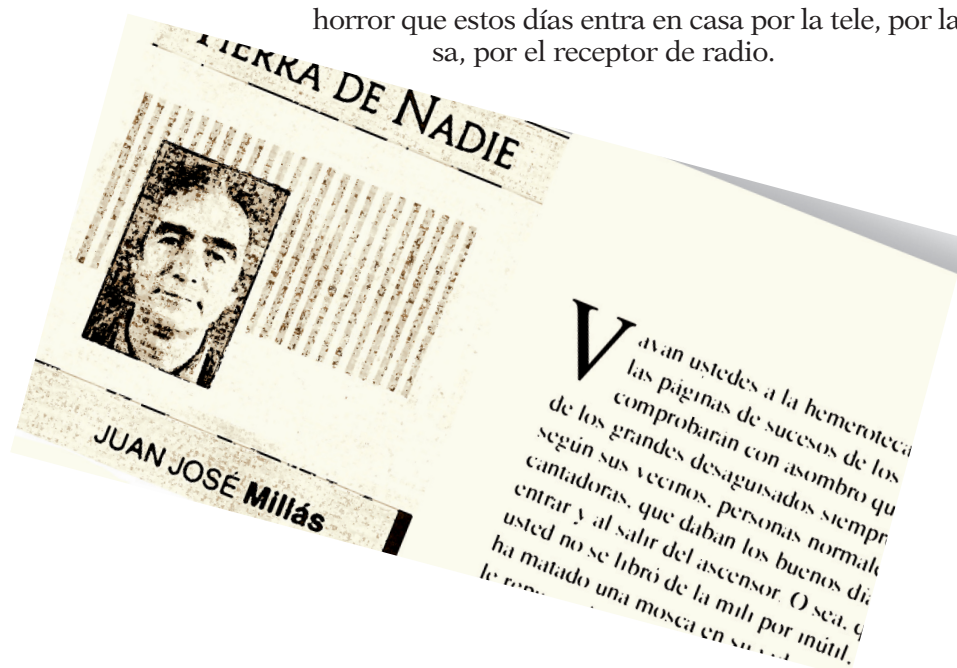 horror que estos días entra en casa por la tele, por la
sa, por el receptor de radio.
TIERRA DE NADIE
JUAN JOSÉ Millás
Vayan ustedes a la hemeroteca
las páginas de sucesos de los
comprobarán con asombro qu
de los grandes desaguisados siempr
según sus vecinos, personas normale
cantadoras, que daban los buenos día
entrar y al salir del ascensor. O sea, q
usted no se libró de la mili por inútil,
ha matado una mosca en su
le